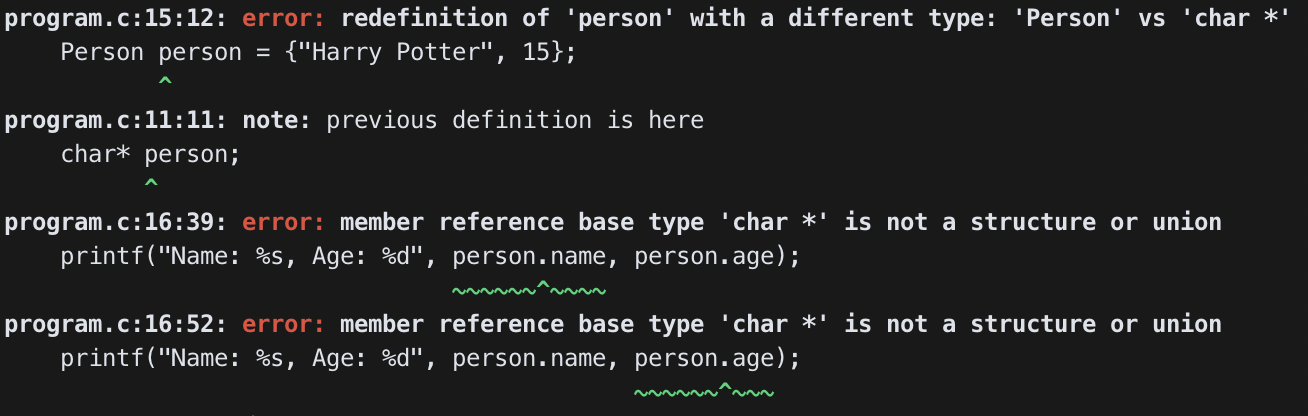 program.c:15:12: error: redefinition of 'person' with a different type: 'Person' vs 'char *'
    Person person = {"Harry Potter", 15};
           ^
program.c:11:11: note: previous definition is here
    char* person;
          ^
program.c:16:39: error: member reference base type 'char *' is not a structure or union
    printf("Name: %s, Age: %d", person.name, person.age);
                                ~~~~~~^~~~~
program.c:16:52: error: member reference base type 'char *' is not a structure or union
    printf("Name: %s, Age: %d", person.name, person.age);
                                             ~~~~~~^~~~